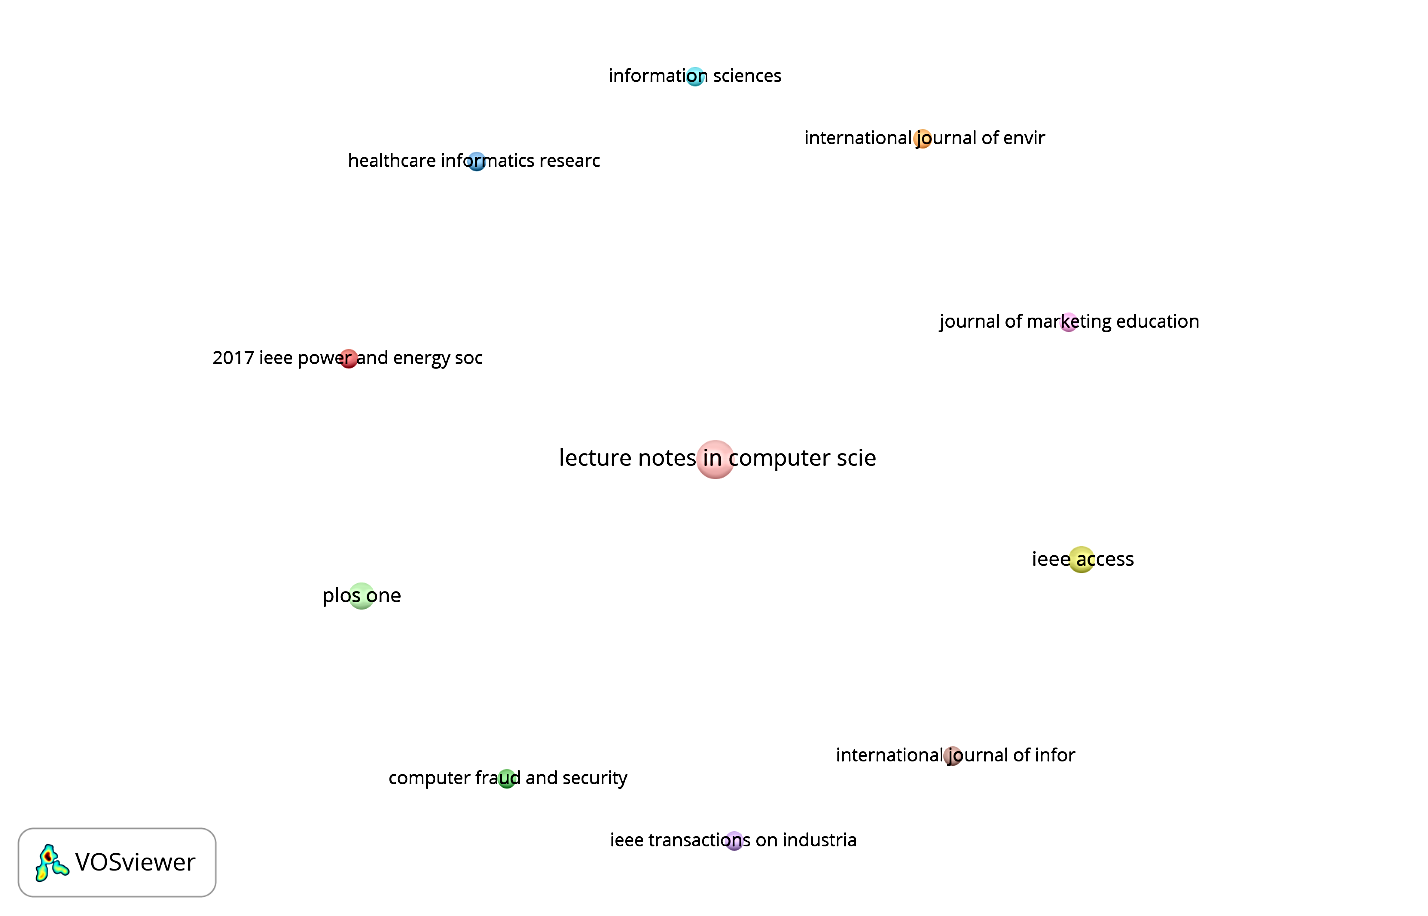 information sciences
international journal of envir
healthcare informatics researc
journal of marketing education
2017 ieee power and energy soc
lecture notes in computer scie
ieee access
plos one
international journal of infor
computer fraud and security
ieee transactions on industria
VOSviewer